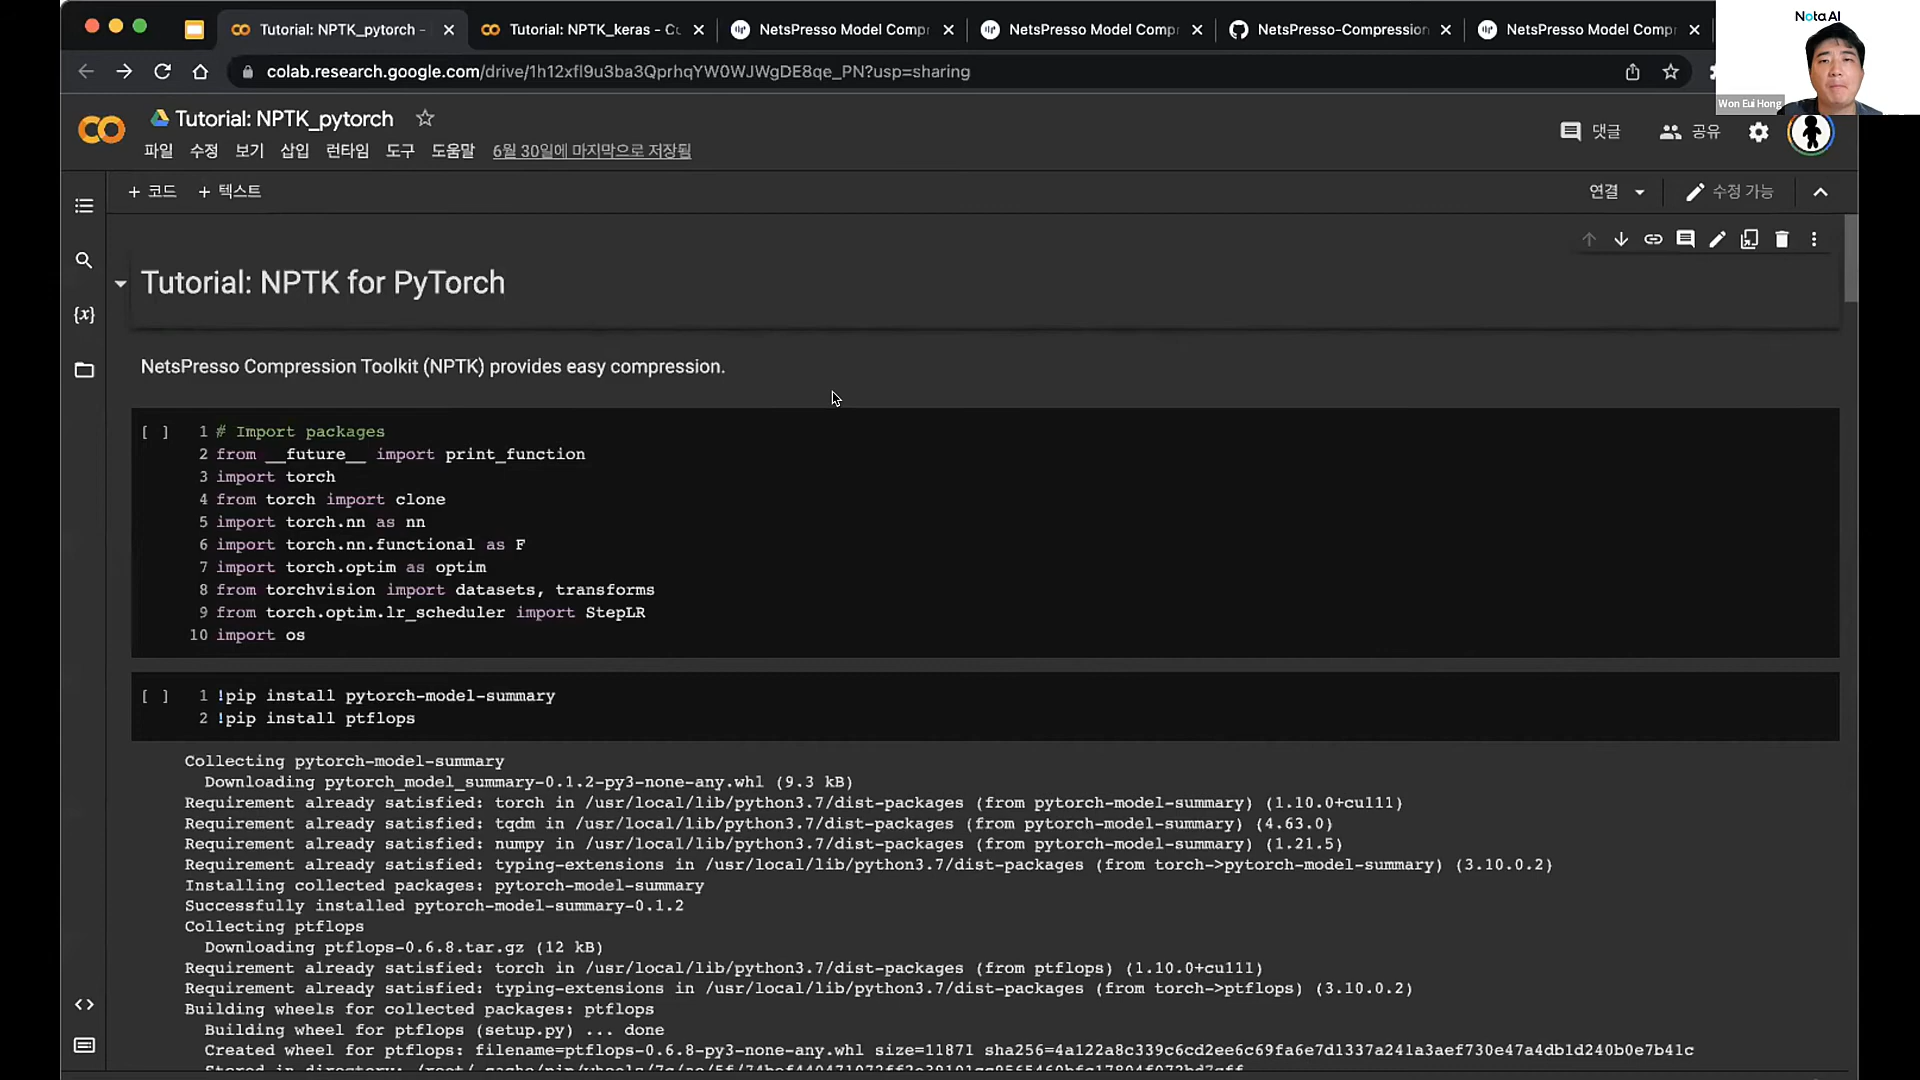 Tutorial: NPTK_pytorch -
Tutorial: NPTK_keras - Co
NetsPresso Model Compr
NetsPresso Model Compr
NetsPresso-Compression
NetsPresso Model Compr
Nota AI
colab.research.google.com/drive/1h12xfl9u3ba3QprhqYW0WJWgDE8qe_PN?usp=sharing
Won Eui Hong
Tutorial: NPTK_pytorch
댓글
공유
파일 수정 보기 삽입 런타임 도구 도움말 6월 30일에 마지막으로 저장됨
+ 코드 + 텍스트
연결
수정 가능
{x}
Tutorial: NPTK for PyTorch
NetsPresso Compression Toolkit (NPTK) provides easy compression.
[ ] 1 # Import packages
2 from __future__ import print_function
3 import torch
4 from torch import clone
5 import torch.nn as nn
6 import torch.nn.functional as F
7 import torch.optim as optim
8 from torchvision import datasets, transforms
9 from torch.optim.lr_scheduler import StepLR
10 import os
[ ] 1 !pip install pytorch-model-summary
2 !pip install ptflops
Collecting pytorch-model-summary
Downloading pytorch_model_summary-0.1.2-py3-none-any.whl (9.3 kB)
Requirement already satisfied: torch in /usr/local/lib/python3.7/dist-packages (from pytorch-model-summary) (1.10.0+cu111)
Requirement already satisfied: tqdm in /usr/local/lib/python3.7/dist-packages (from pytorch-model-summary) (4.63.0)
Requirement already satisfied: numpy in /usr/local/lib/python3.7/dist-packages (from pytorch-model-summary) (1.21.5)
Requirement already satisfied: typing-extensions in /usr/local/lib/python3.7/dist-packages (from torch->pytorch-model-summary) (3.10.0.2)
Installing collected packages: pytorch-model-summary
Successfully installed pytorch-model-summary-0.1.2
Collecting ptflops
Downloading ptflops-0.6.8.tar.gz (12 kB)
Requirement already satisfied: torch in /usr/local/lib/python3.7/dist-packages (from ptflops) (1.10.0+cu111)
Requirement already satisfied: typing-extensions in /usr/local/lib/python3.7/dist-packages (from torch->ptflops) (3.10.0.2)
Building wheels for collected packages: ptflops
Building wheel for ptflops (setup.py) ... done
Created wheel for ptflops: filename=ptflops-0.6.8-py3-none-any.whl size=11871 sha256=4a122a8c339c6cd2ee6c69fa6e7d1337a241a3aef730e47a4db1d240b0e7b41c
Stored in directory: